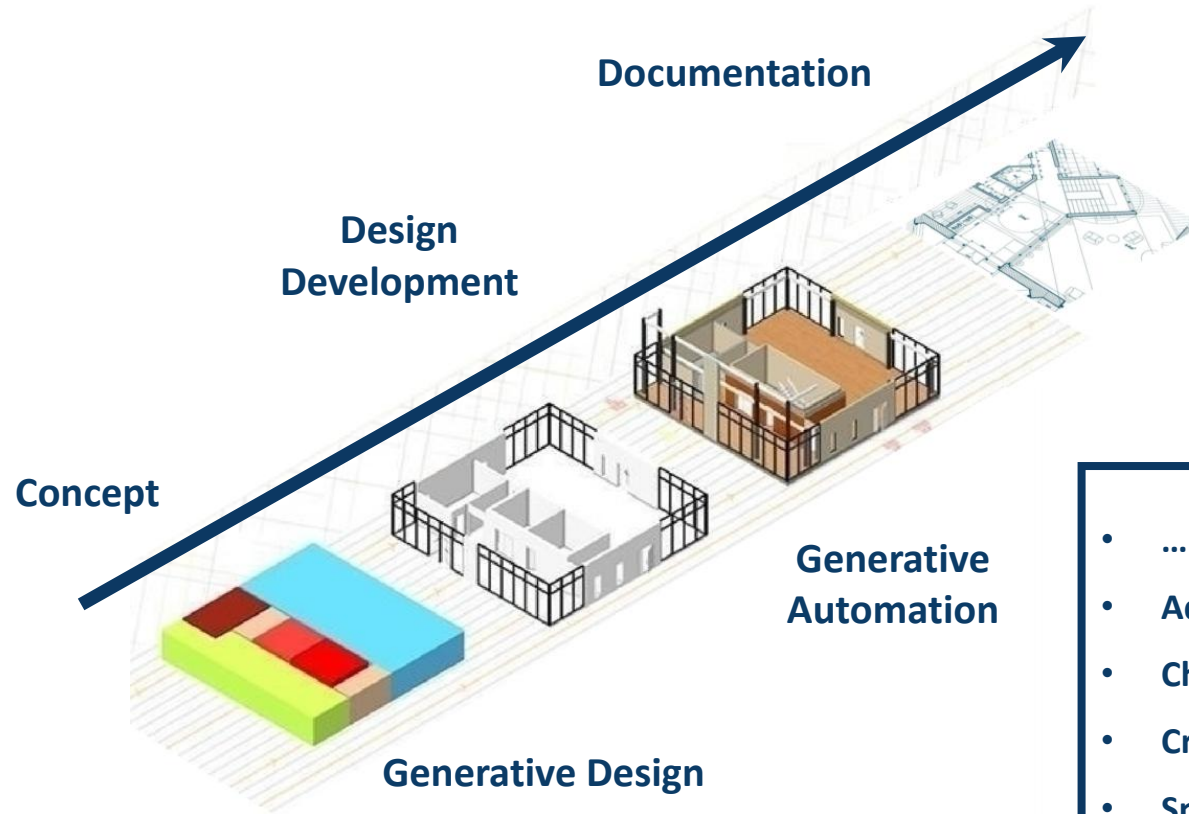 Documentation
Design
Development
Concept
Generative
Automation
Generative Design
• ...
•
•
•
•